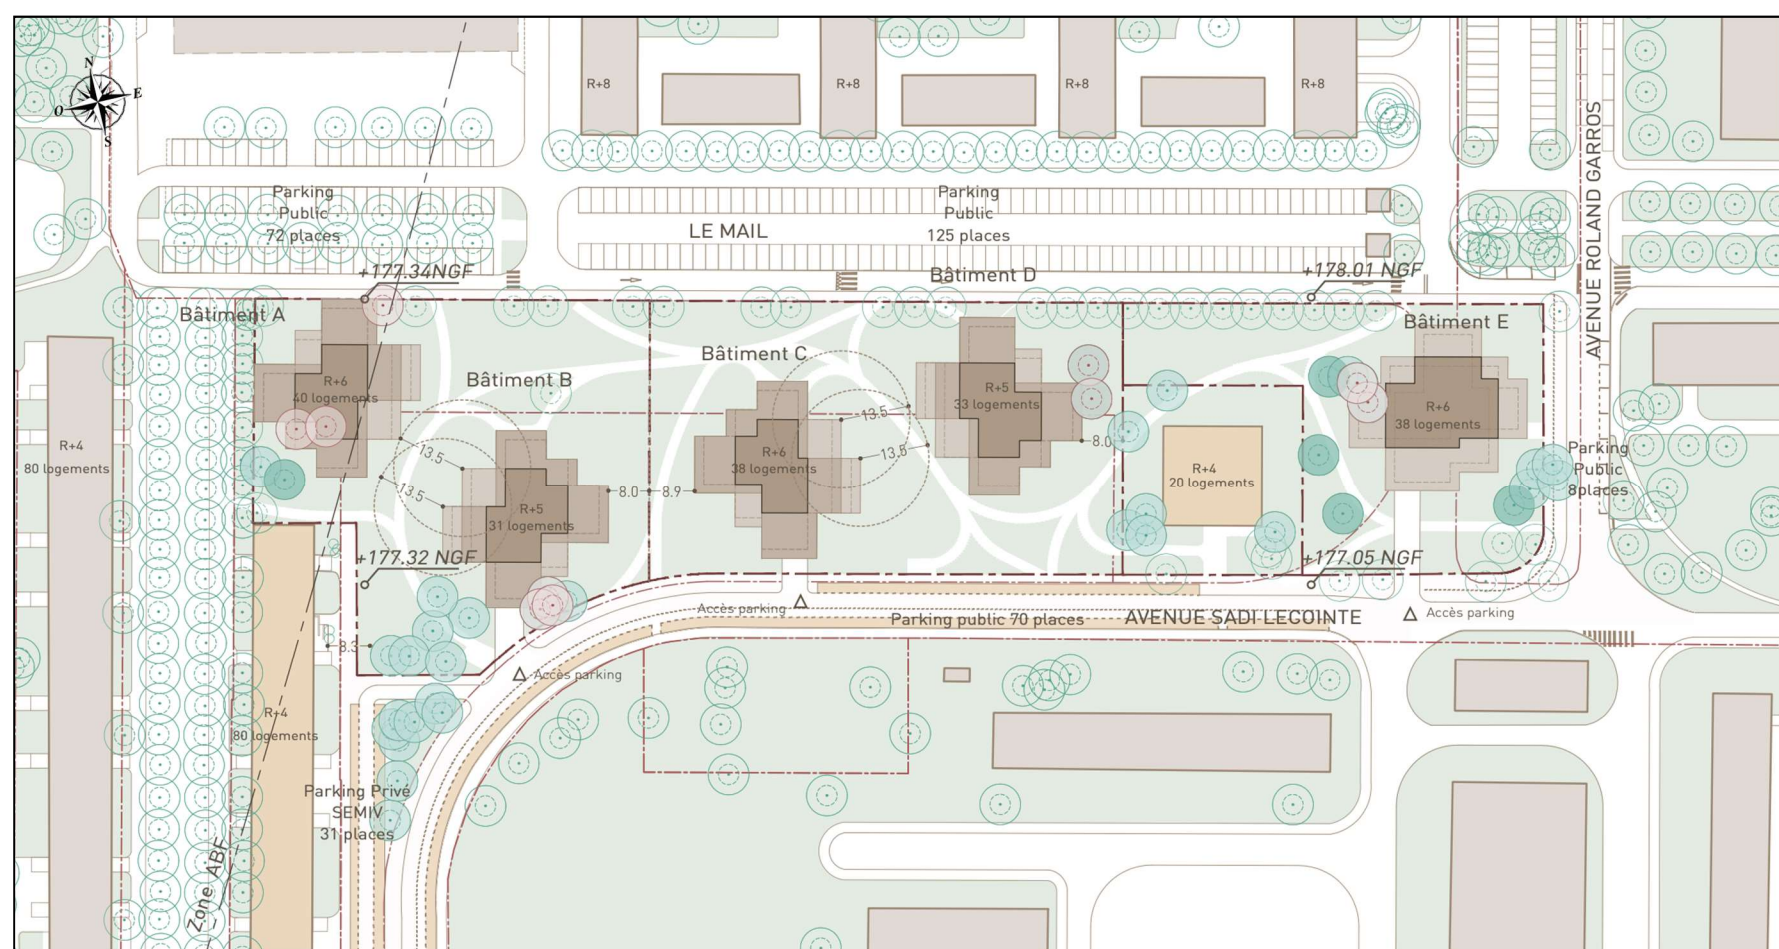 N
E
O
S
R+8
R+8
R+8
R+8
Parking
Public
72 places
LE MAIL
Parking
Public
125 places
AVENUE ROLAND GARROS
+177.34NGF
Bâtiment D
+178.01 NGF
Bâtiment A
Bâtiment E
Bâtiment C
Bâtiment B
R+6
40 logements
R+5
33 logements
R+6
38 logements
13.5
13.5
8.0
R+4
80 logements
13.5
13.5
R+6
38 logements
R+4
20 logements
Parking
Public
8places
8.0
8.9
R+5
31 logements
+177.32 NGF
+177.05 NGF
Accès parking
Parking public 70 places
AVENUE SADI LECOINTE
Accès parking
8.3
Accès parking
R+4
80 logements
Parking Privé
SEMIV
31 places
Zone ABF